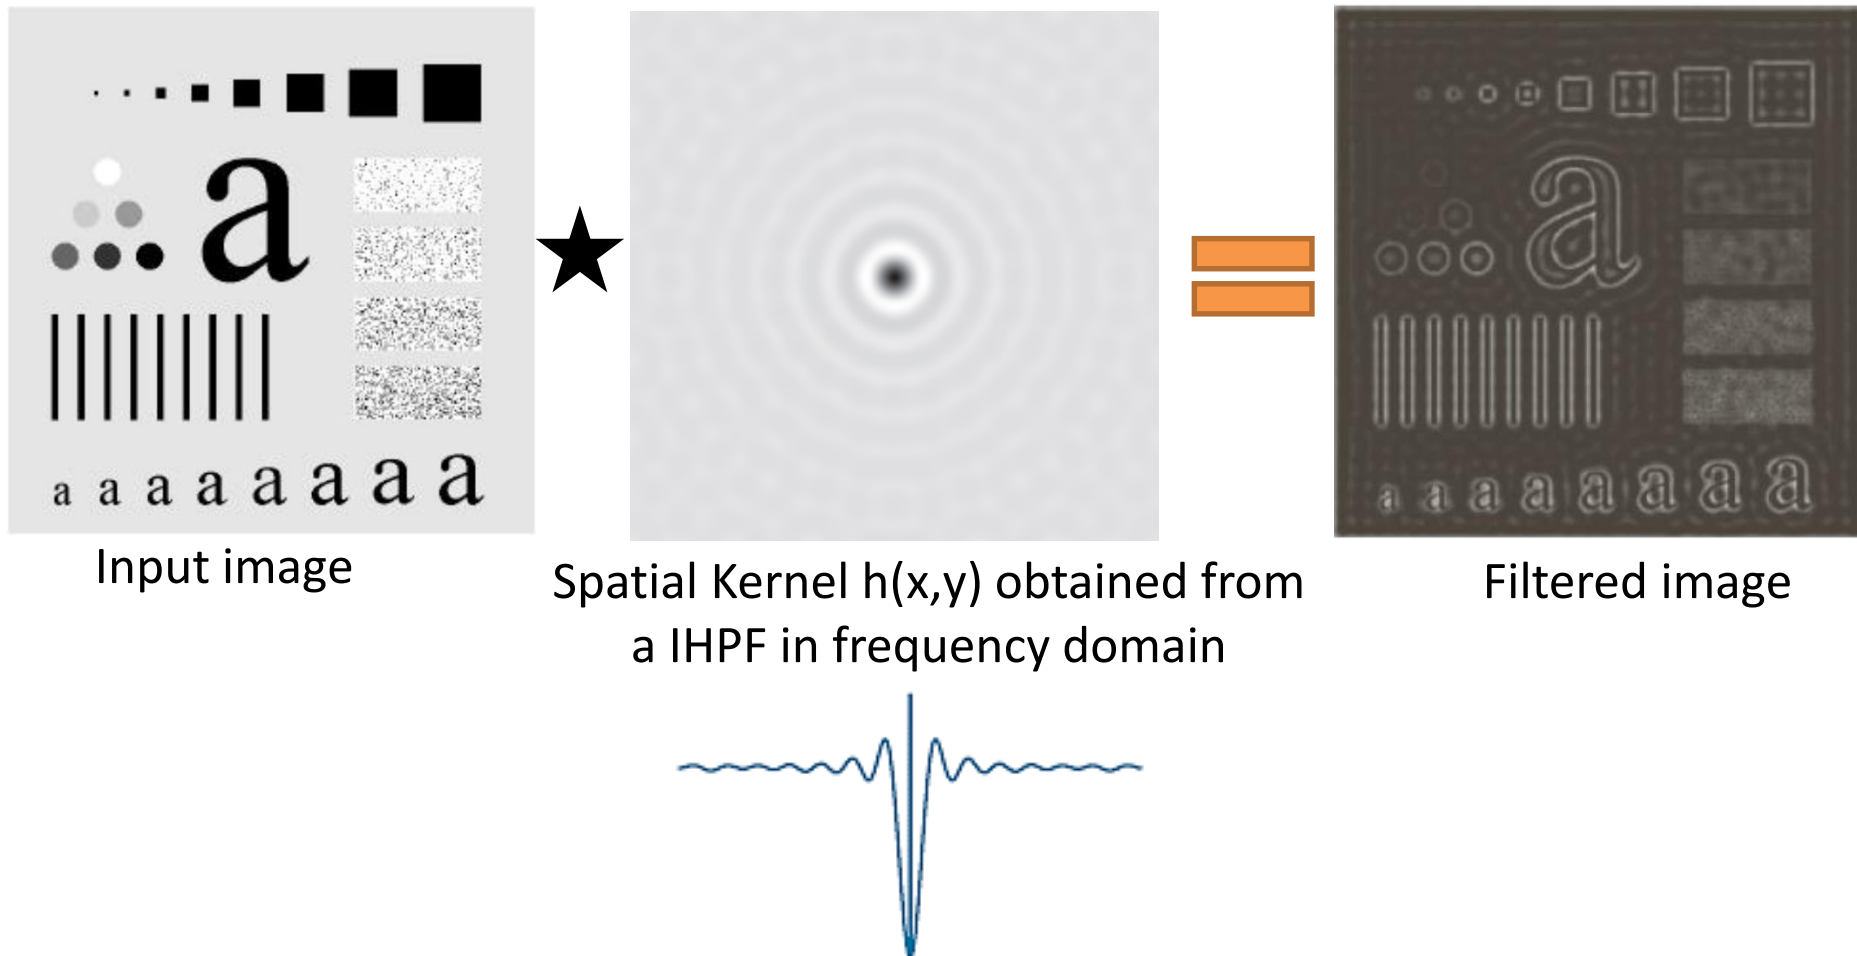 a
a a a a a a a a
a
a a a a a a a a
Input image
Spatial Kernel h(x,y) obtained from
a IHPF in frequency domain
Filtered image